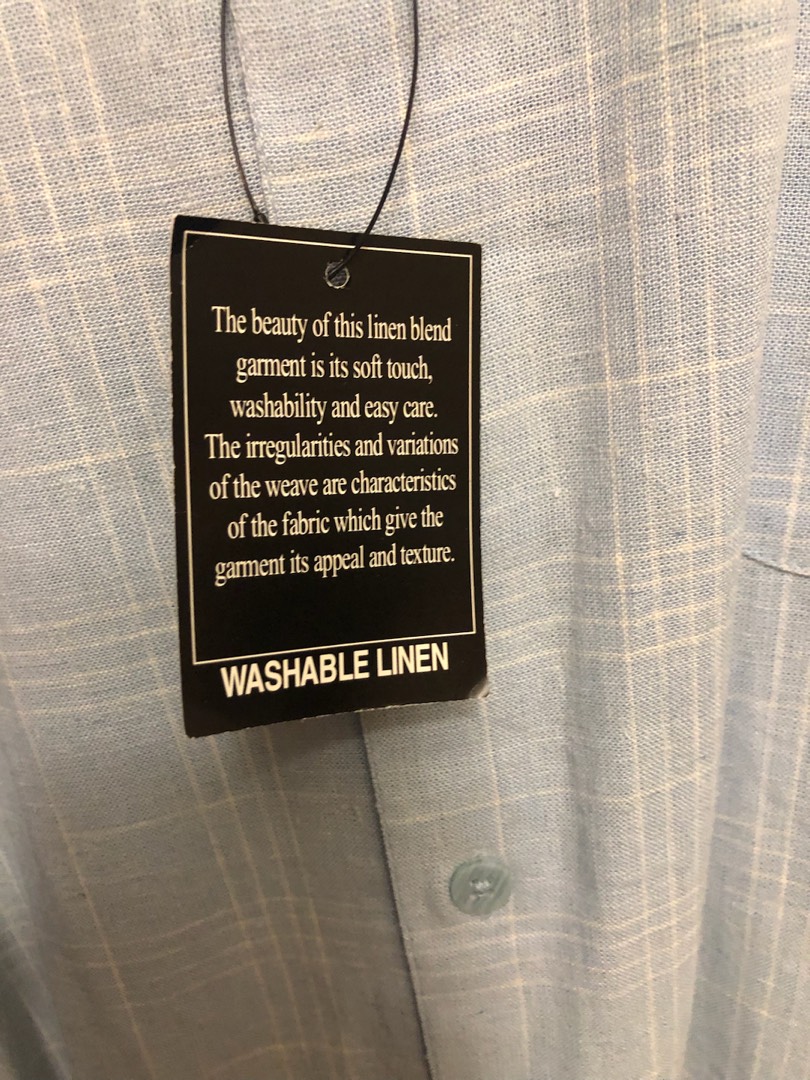 The beauty of this linen blend
garment is its soft touch,
washability and easy care.
The irregularities and variations
of the weave are characteristics
of the fabric which give the
garment its appeal and texture.
WASHABLE LINEN